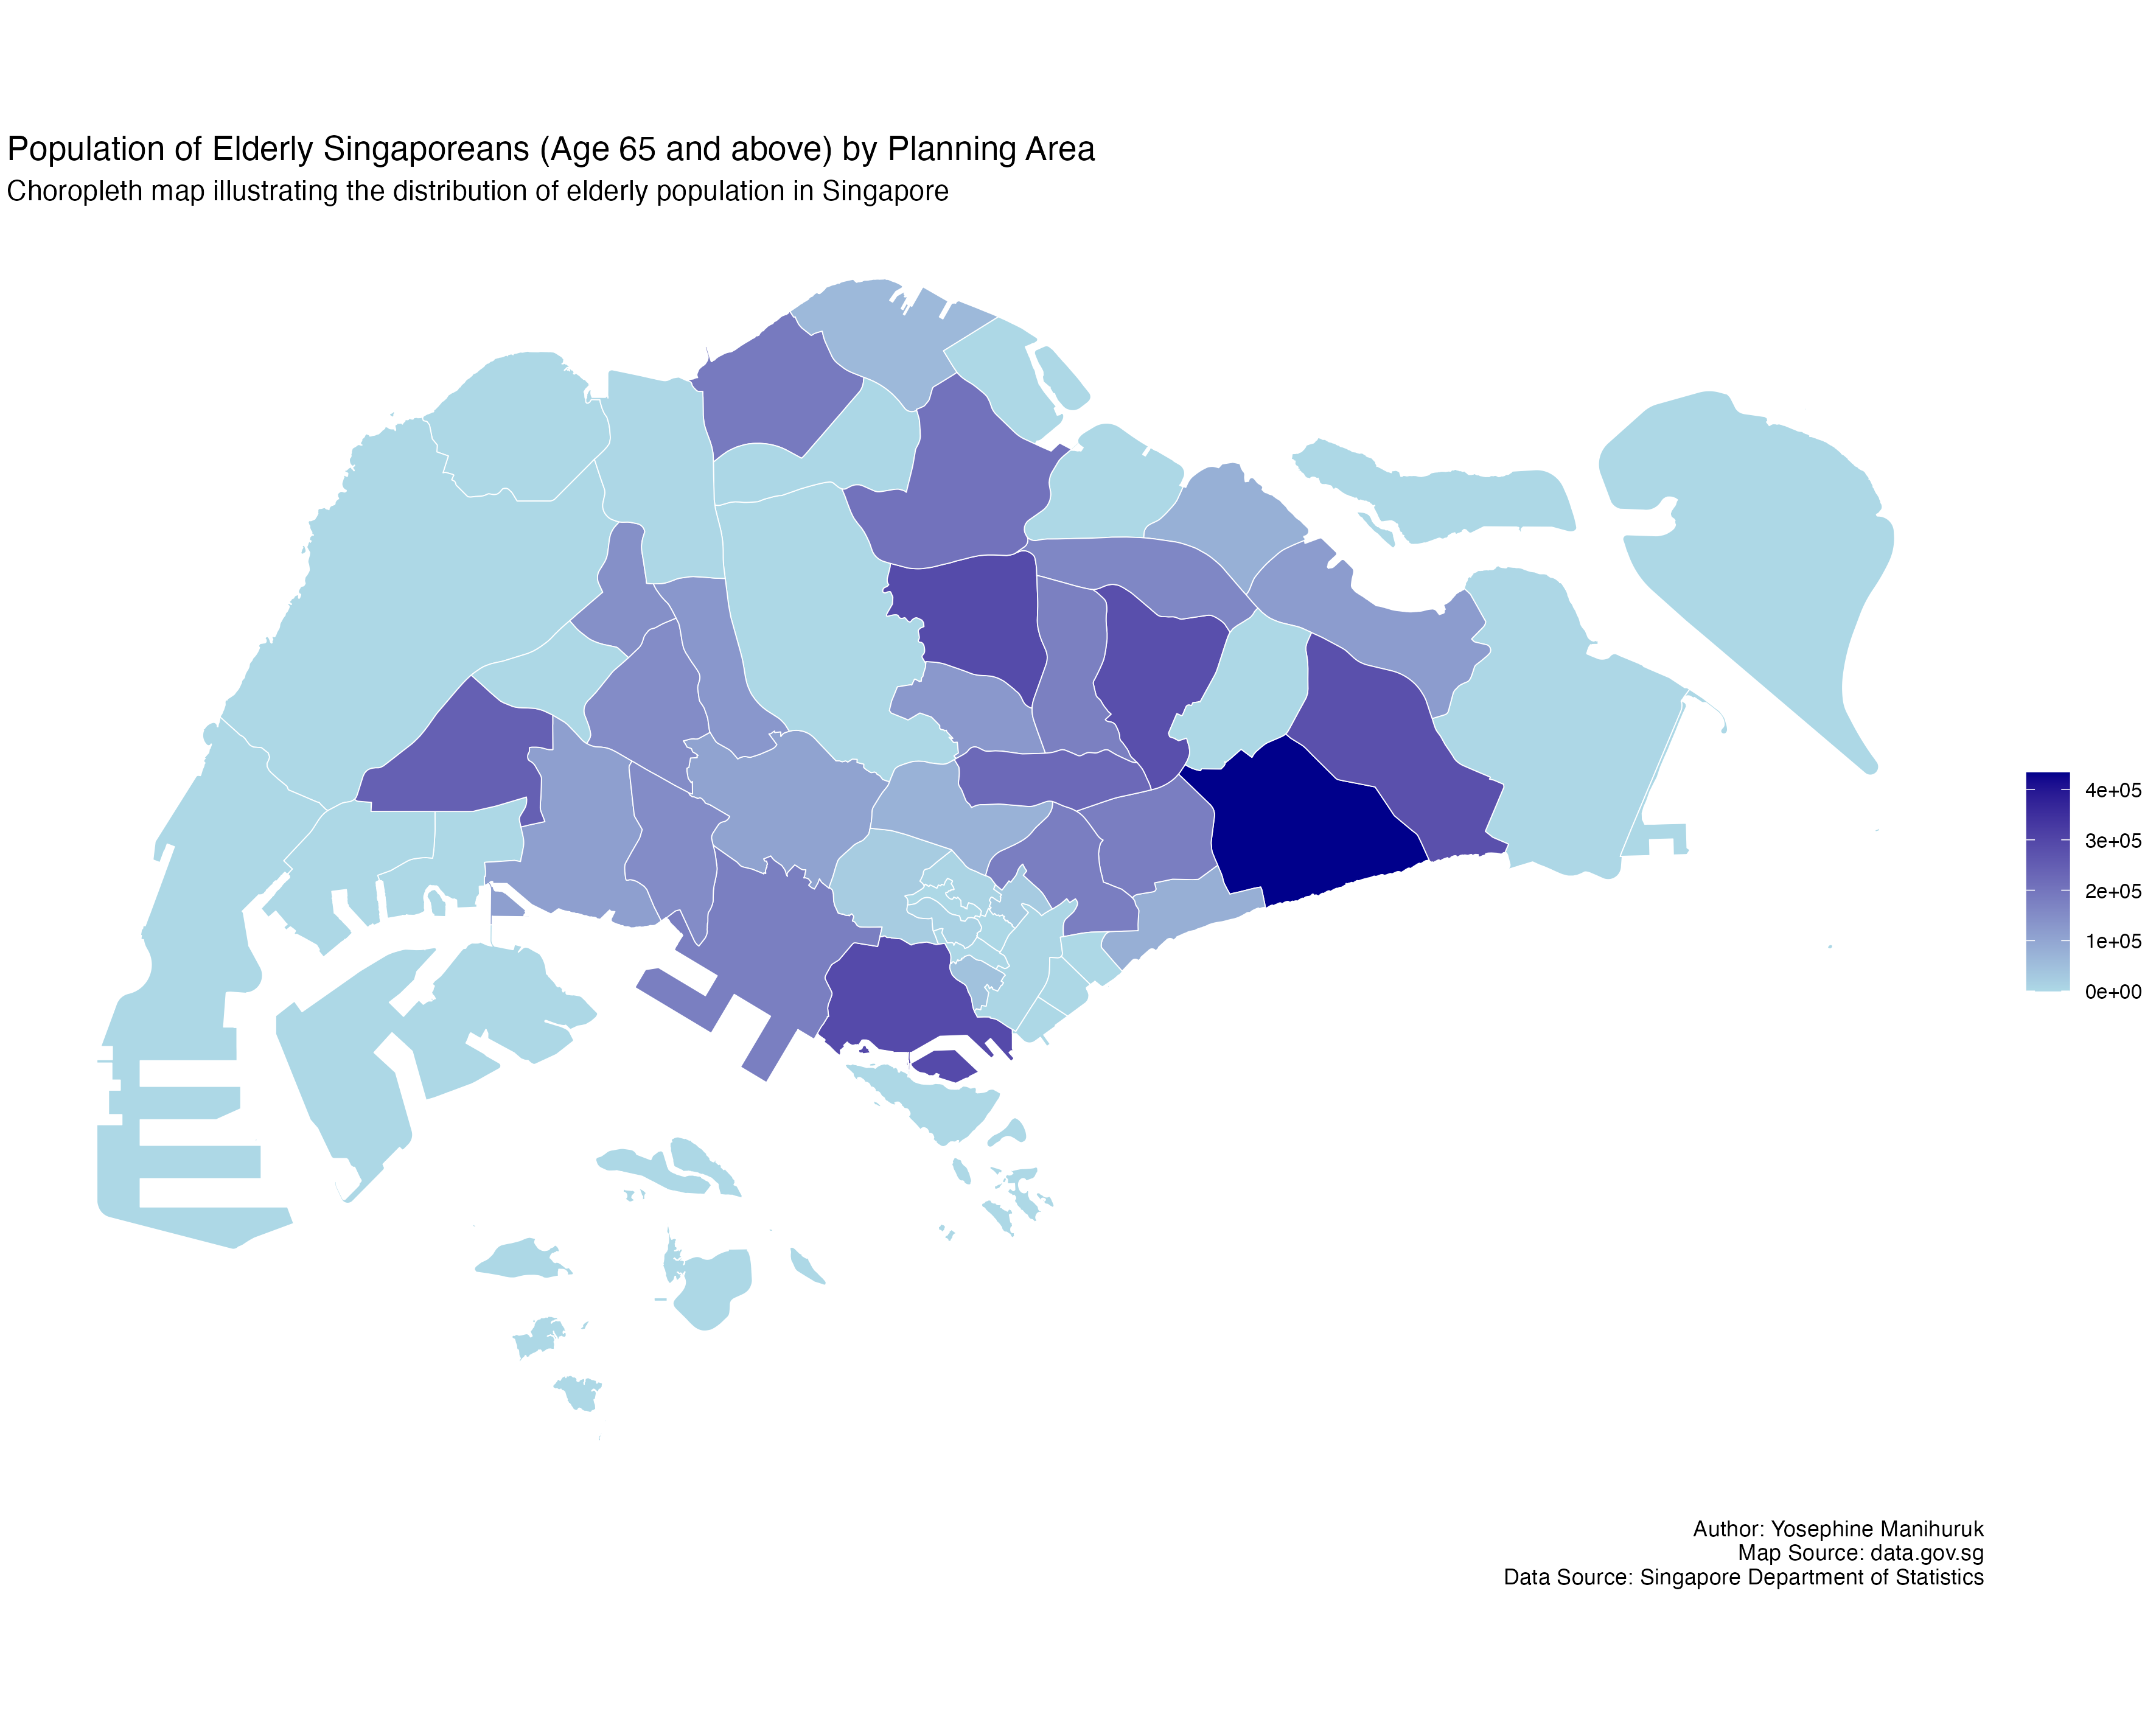 Population of Elderly Singaporeans (Age 65 and above) by Planning Area
Choropleth map illustrating the distribution of elderly population in Singapore
4e+05
3e+05
2e+05
1e+05
0e+00
Author: Yosephine Manihuruk
Map Source: data.gov.sg
Data Source: Singapore Department of Statistics